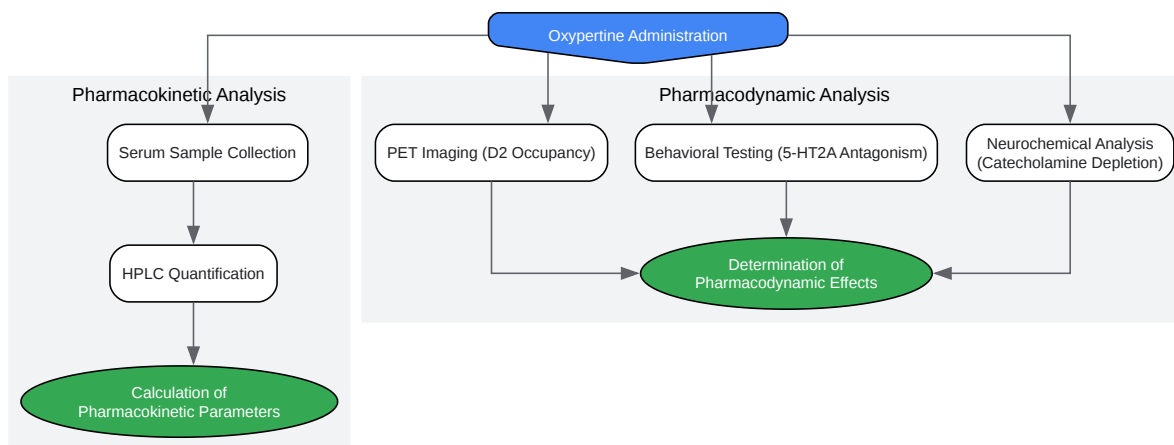 Oxypertine Administration
Pharmacokinetic Analysis
Serum Sample Collection
HPLC Quantification
Calculation of
Pharmacokinetic Parameters
Pharmacodynamic Analysis
PET Imaging (D2 Occupancy)
Behavioral Testing (5-HT2A Antagonism)
Neurochemical Analysis
(Catecholamine Depletion)
Determination of
Pharmacodynamic Effects